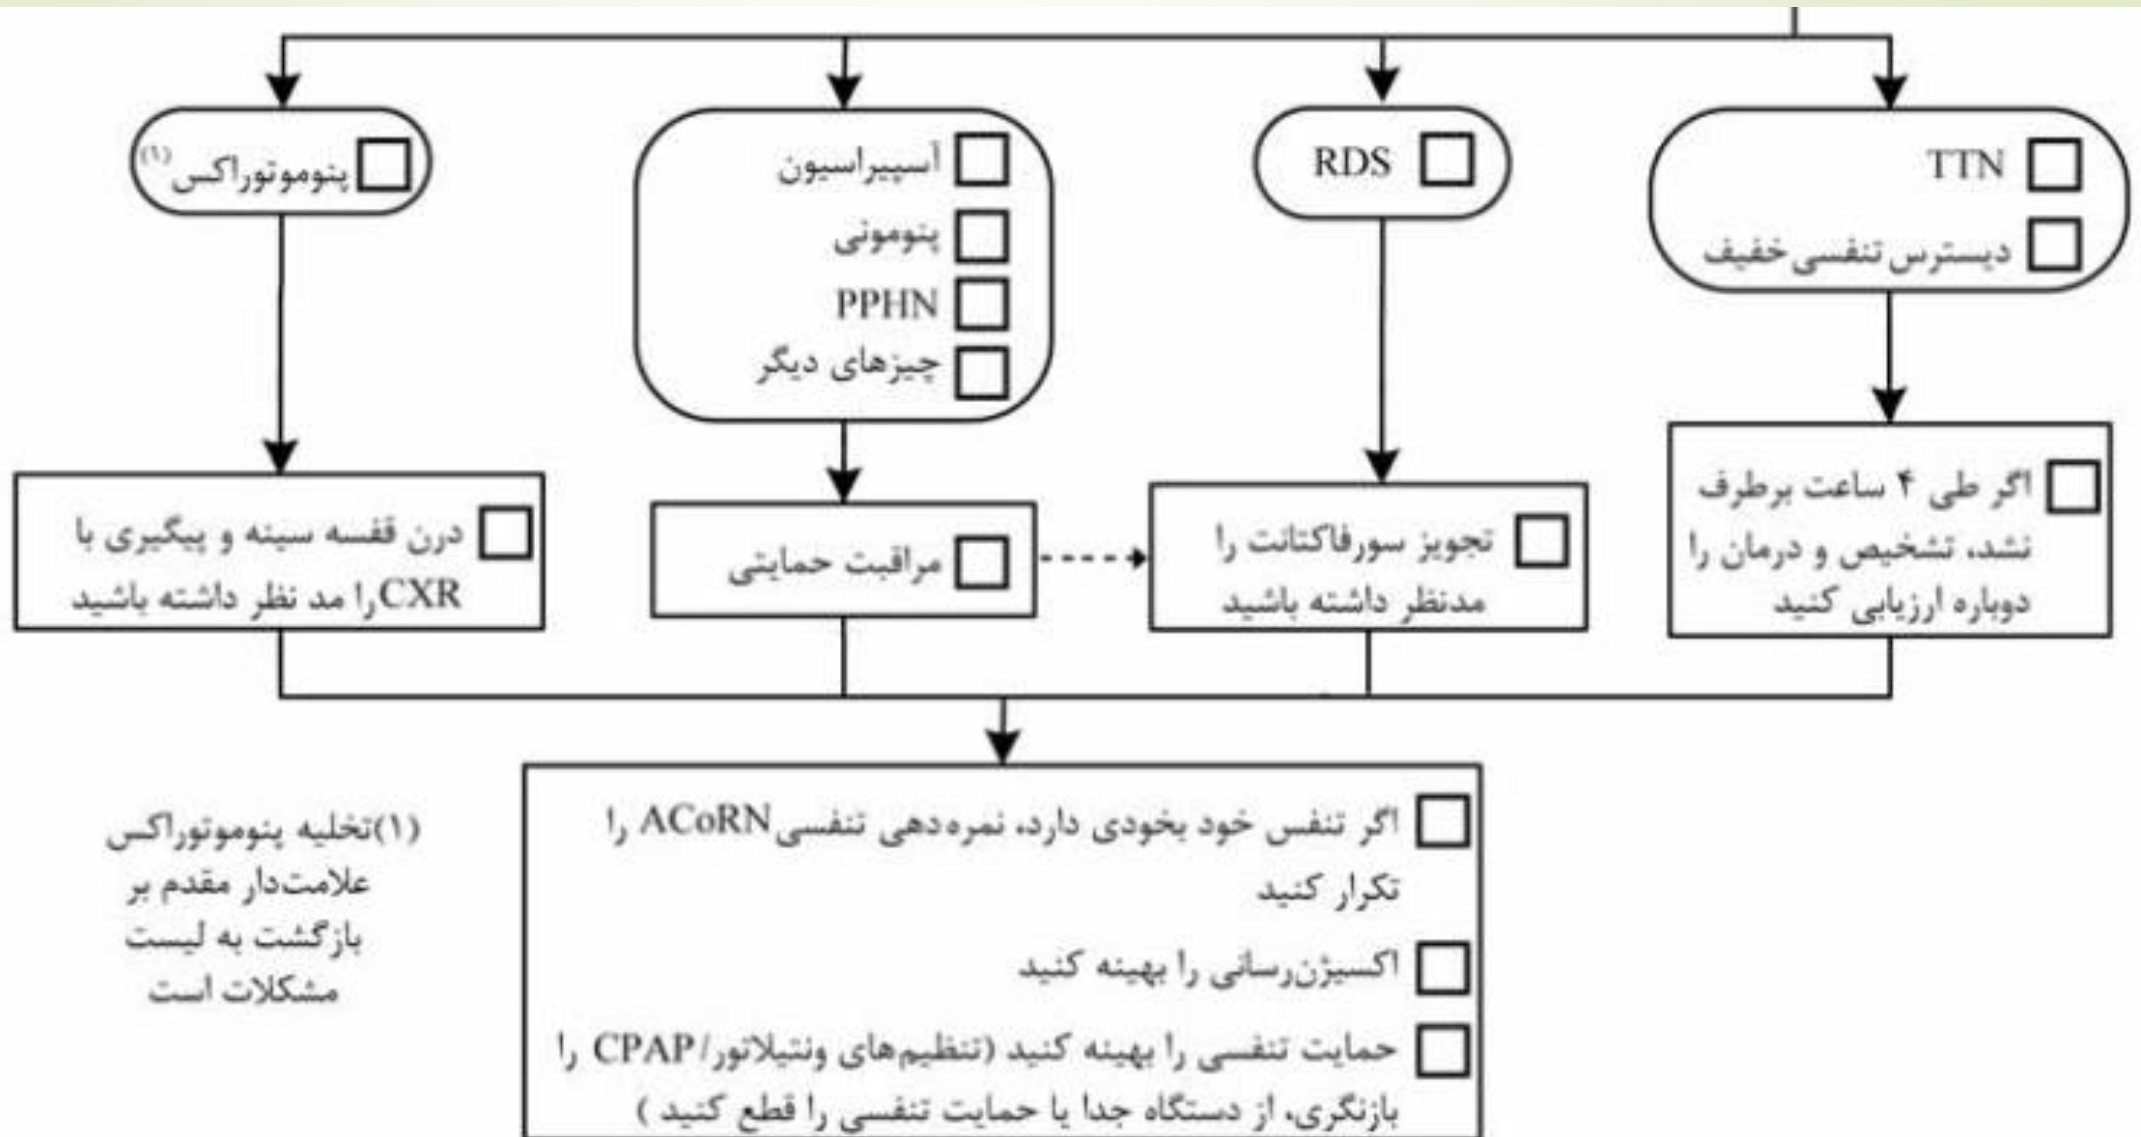 TTN
دیسترس تنفسی خفیف
RDS
آسپیراسیون
پنومونی
PPHN
چیزهای دیگر
پنوموتوراکس (۱)
اگر طی ۴ ساعت برطرف
نشد، تشخیص و درمان را
دوباره ارزیابی کنید
تجویز سورفاکتانت را
مدنظر داشته باشید
مراقبت حمایتی
درن قفسه سینه و پیگیری با
CXR را مد نظر داشته باشید
اگر تنفس خود بخودی دارد، نمره‌دهی تنفسی ACoRN را
تکرار کنید
اکسیژن‌رسانی را بهینه کنید
حمایت تنفسی را بهینه کنید (تنظیم‌های ونتیلاتور/CPAP را
بازنگری، از دستگاه جدا یا حمایت تنفسی را قطع کنید )
(۱)تخلیه پنوموتوراکس
علامت‌دار مقدم بر
بازگشت به لیست
مشکلات است